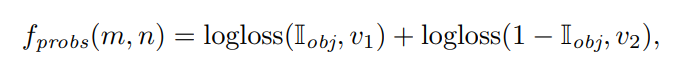 f_{probs}(m, n) = logloss(𝕀_{obj}, v_1) + logloss(1 − 𝕀_{obj}, v_2),